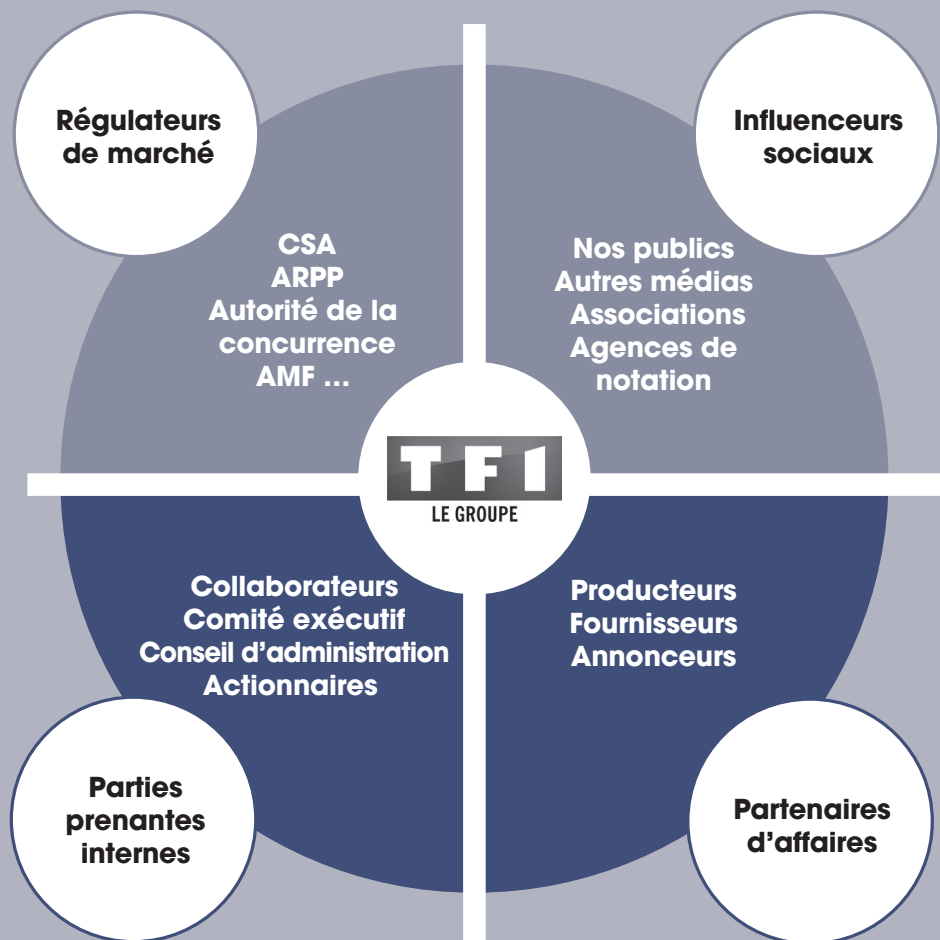 Régulateurs
de marché
Influenceurs
sociaux
CSA
ARPP
Autorité de la
concurrence
AMF ...
Nos publics
Autres médias
Associations
Agences de
notation
TF1
LE GROUPE
Collaborateurs
Comité exécutif
Conseil d'administration
Actionnaires
Producteurs
Fournisseurs
Annonceurs
Parties
prenantes
internes
Partenaires
d'affaires